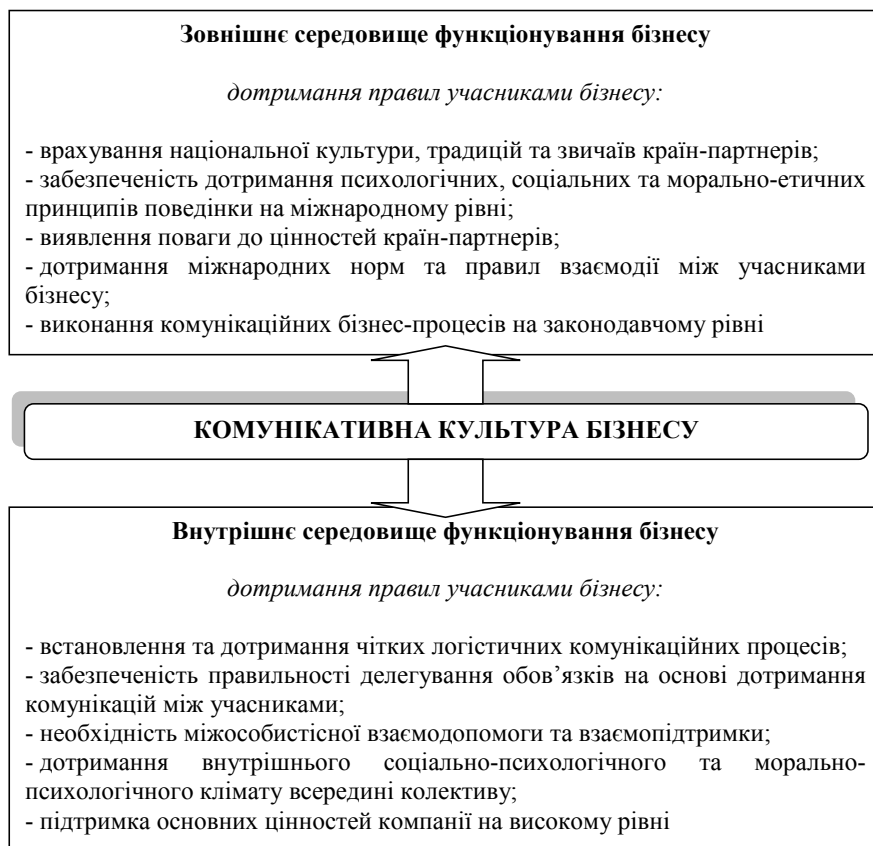 Зовнішнє середовище функціонування бізнесу
дотримання правил учасниками бізнесу:
- врахування національної культури, традицій та звичаїв країн-партнерів;
- забезпеченість дотримання психологічних, соціальних та морально-етичних
принципів поведінки на міжнародному рівні;
- виявлення поваги до цінностей країн-партнерів;
- дотримання міжнародних норм та правил взаємодії між учасниками
бізнесу;
- виконання комунікаційних бізнес-процесів на законодавчому рівні
КОМУНІКАТИВНА КУЛЬТУРА БІЗНЕСУ
Внутрішнє середовище функціонування бізнесу
дотримання правил учасниками бізнесу:
- встановлення та дотримання чітких логістичних комунікаційних процесів;
- забезпеченість правильності делегування обов’язків на основі дотримання
комунікацій між учасниками;
- необхідність міжособистісної взаємодопомоги та взаємопідтримки;
- дотримання внутрішнього соціально-психологічного та морально-
психологічного клімату всередині колективу;
- підтримка основних цінностей компанії на високому рівні